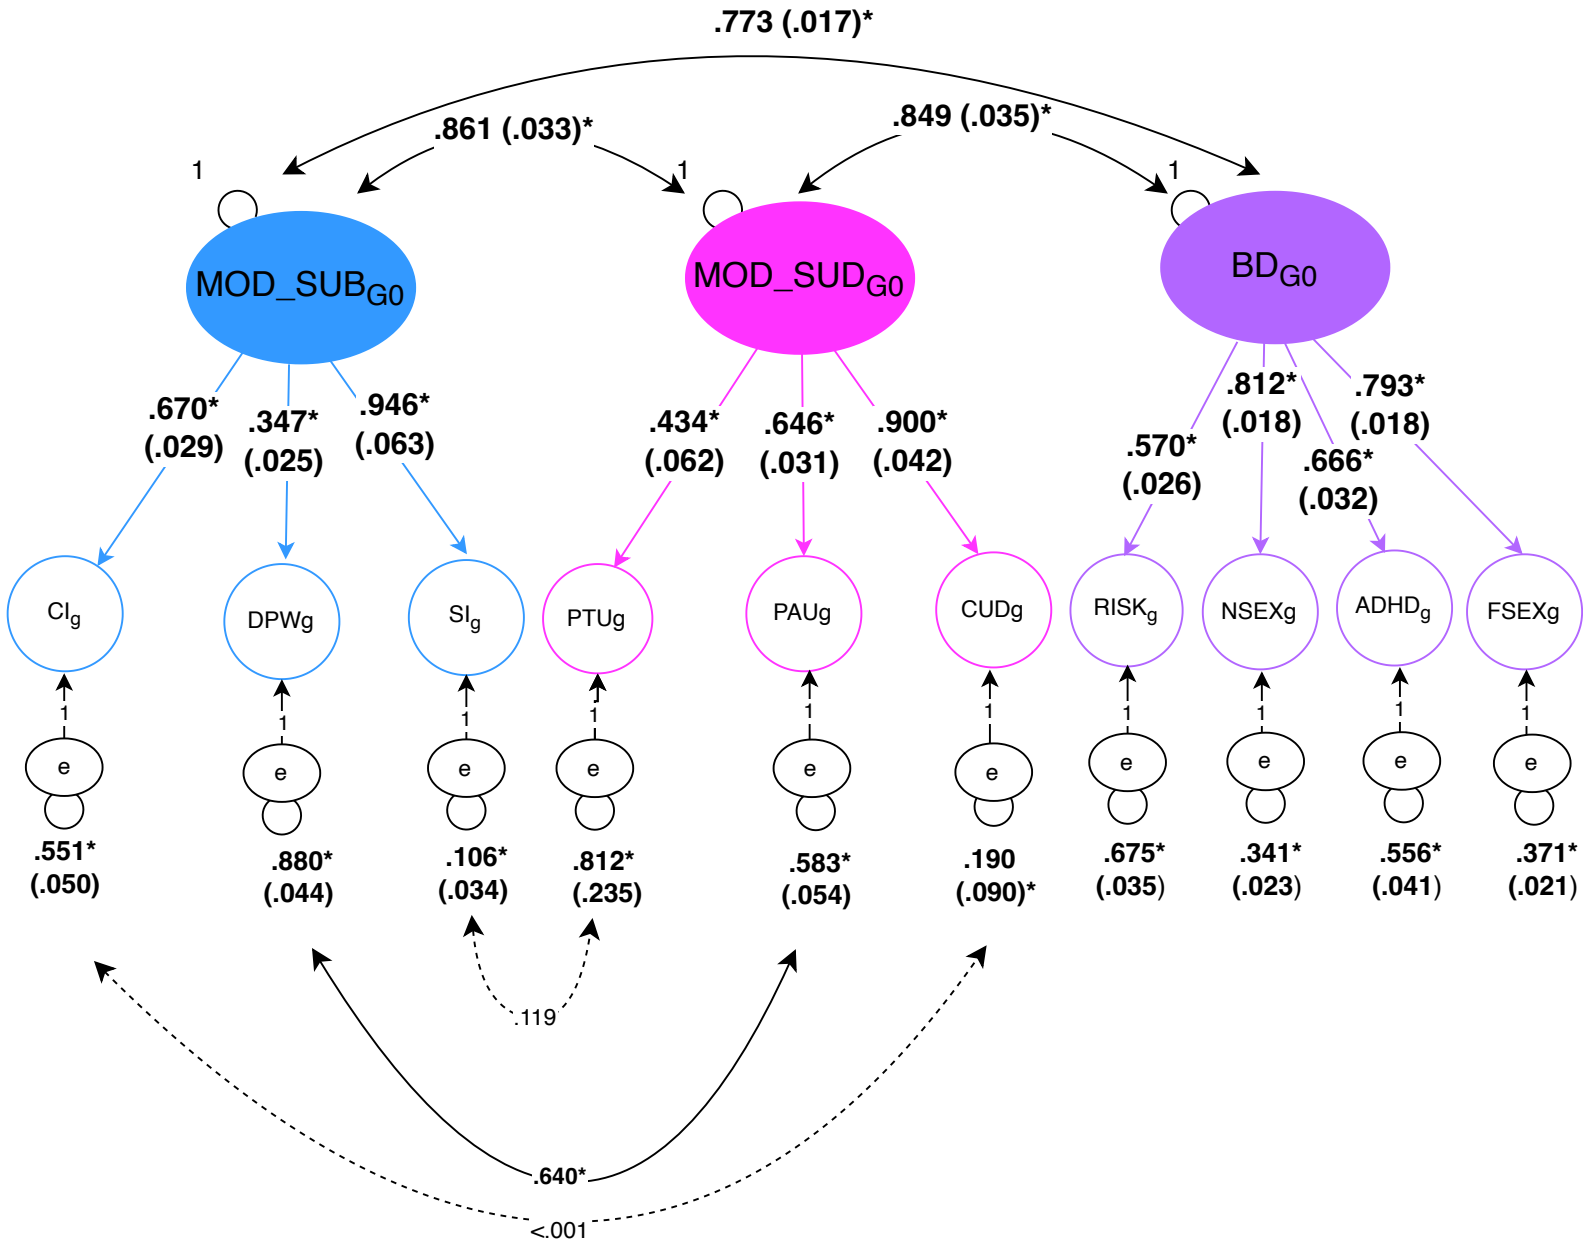 .773 (.017)*
.861 (.033)*
.849 (.035)*
1
1
1
MOD_SUBG0
MOD_SUDG0
BDG0
.670*
(.029)
.347*
(.025)
.946*
(.063)
.434*
(.062)
.646*
(.031)
.900*
(.042)
.570*
(.026)
.812*
(.018)
.666*
(.032)
.793*
(.018)
CIg
DPWg
SIg
PTUg
PAUg
CUDg
RISKg
NSEXg
ADHDg
FSEXg
1
1
1
1
1
1
1
1
1
1
e
e
e
e
e
e
e
e
e
e
.551*
(.050)
.880*
(.044)
.106*
(.034)
.812*
(.235)
.583*
(.054)
.190
(.090)*
.675*
(.035)
.341*
(.023)
.556*
(.041)
.371*
(.021)
.119
.640*
<.001